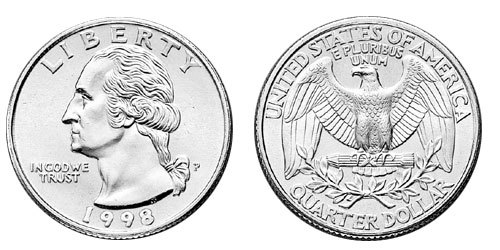 LIBERTY
IN GOD WE
TRUST
P
1998
UNITED STATES OF AMERICA
E PLURIBUS
UNUM
QUARTER DOLLAR